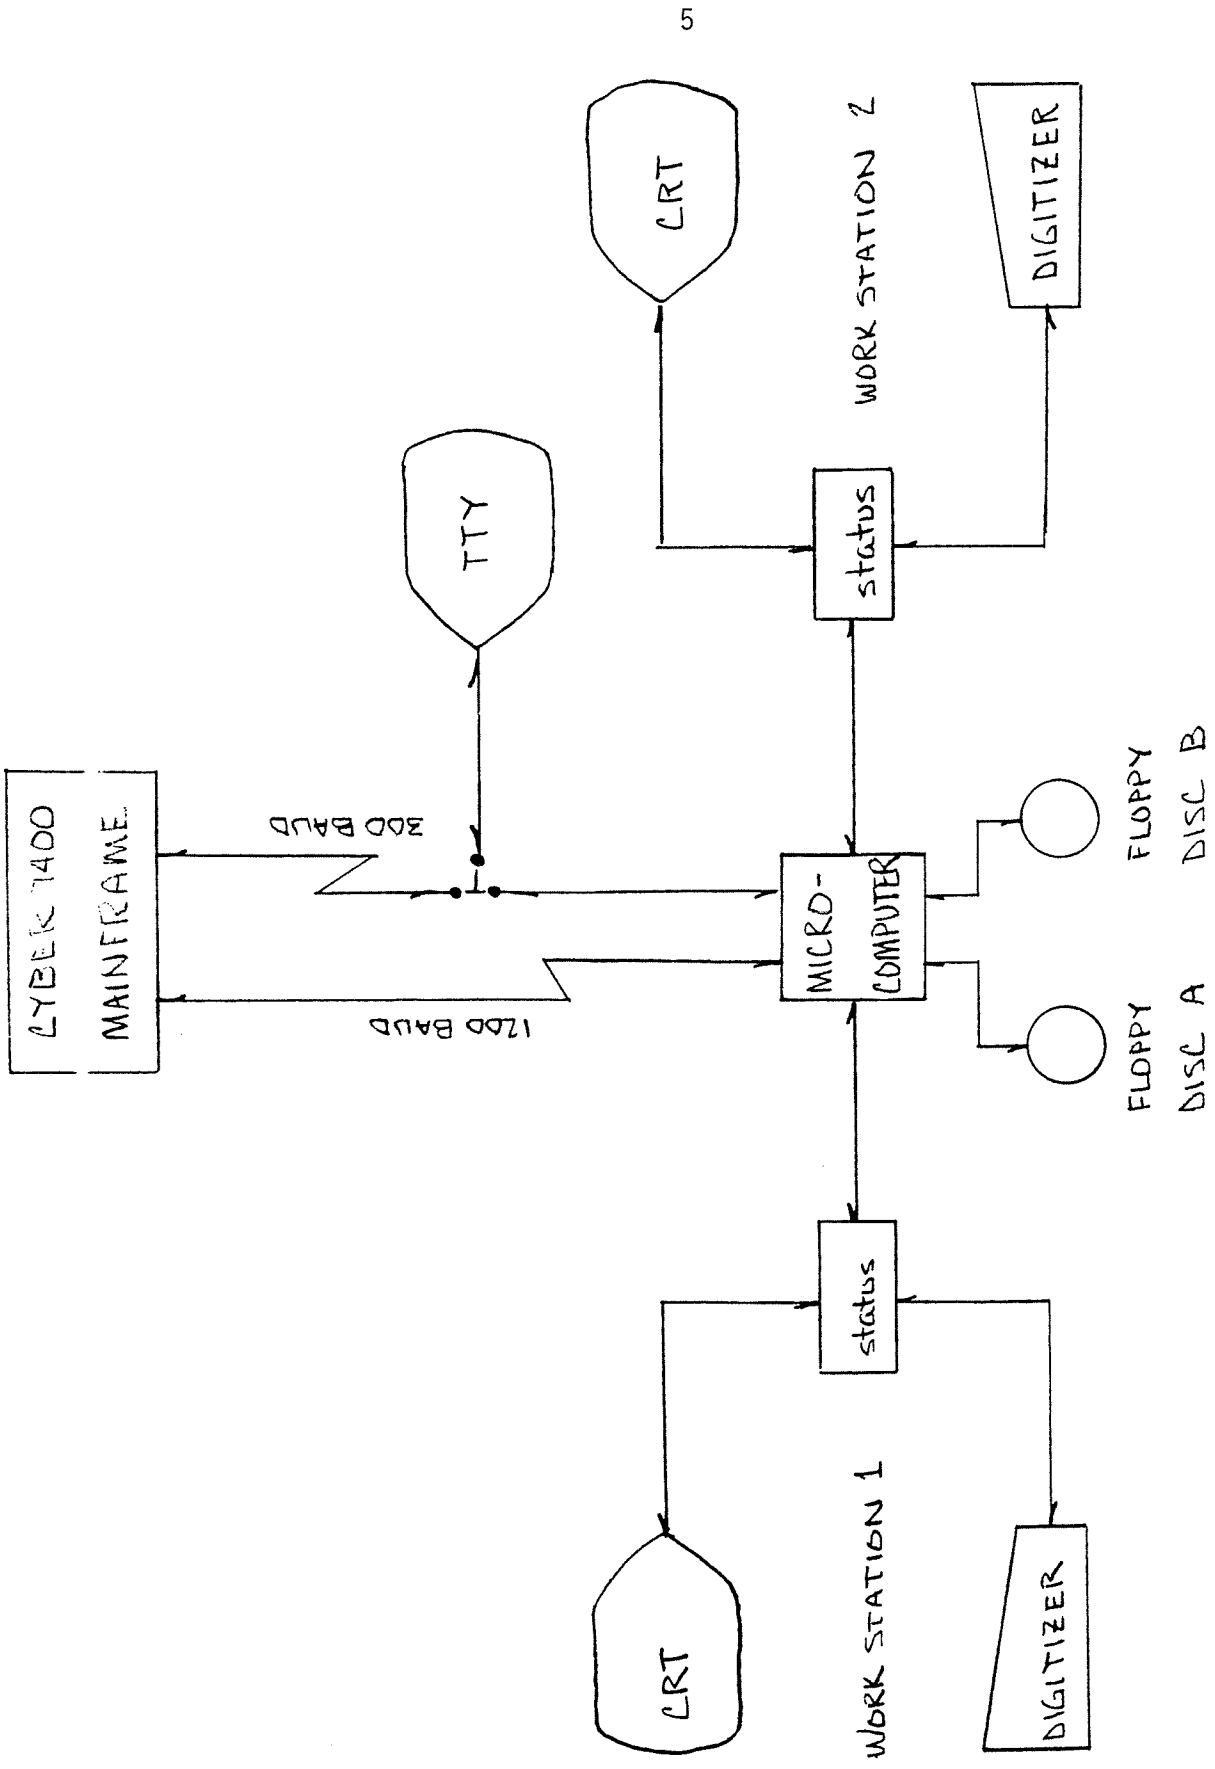 5
CYBER 7400
MAINFRAME
300 BAUD
1200 BAUD
TTY
MICRO-
COMPUTER
status
CRT
WORK STATION 1
DIGITIZER
status
CRT
WORK STATION 2
DIGITIZER
FLOPPY
DISC A
FLOPPY
DISC B